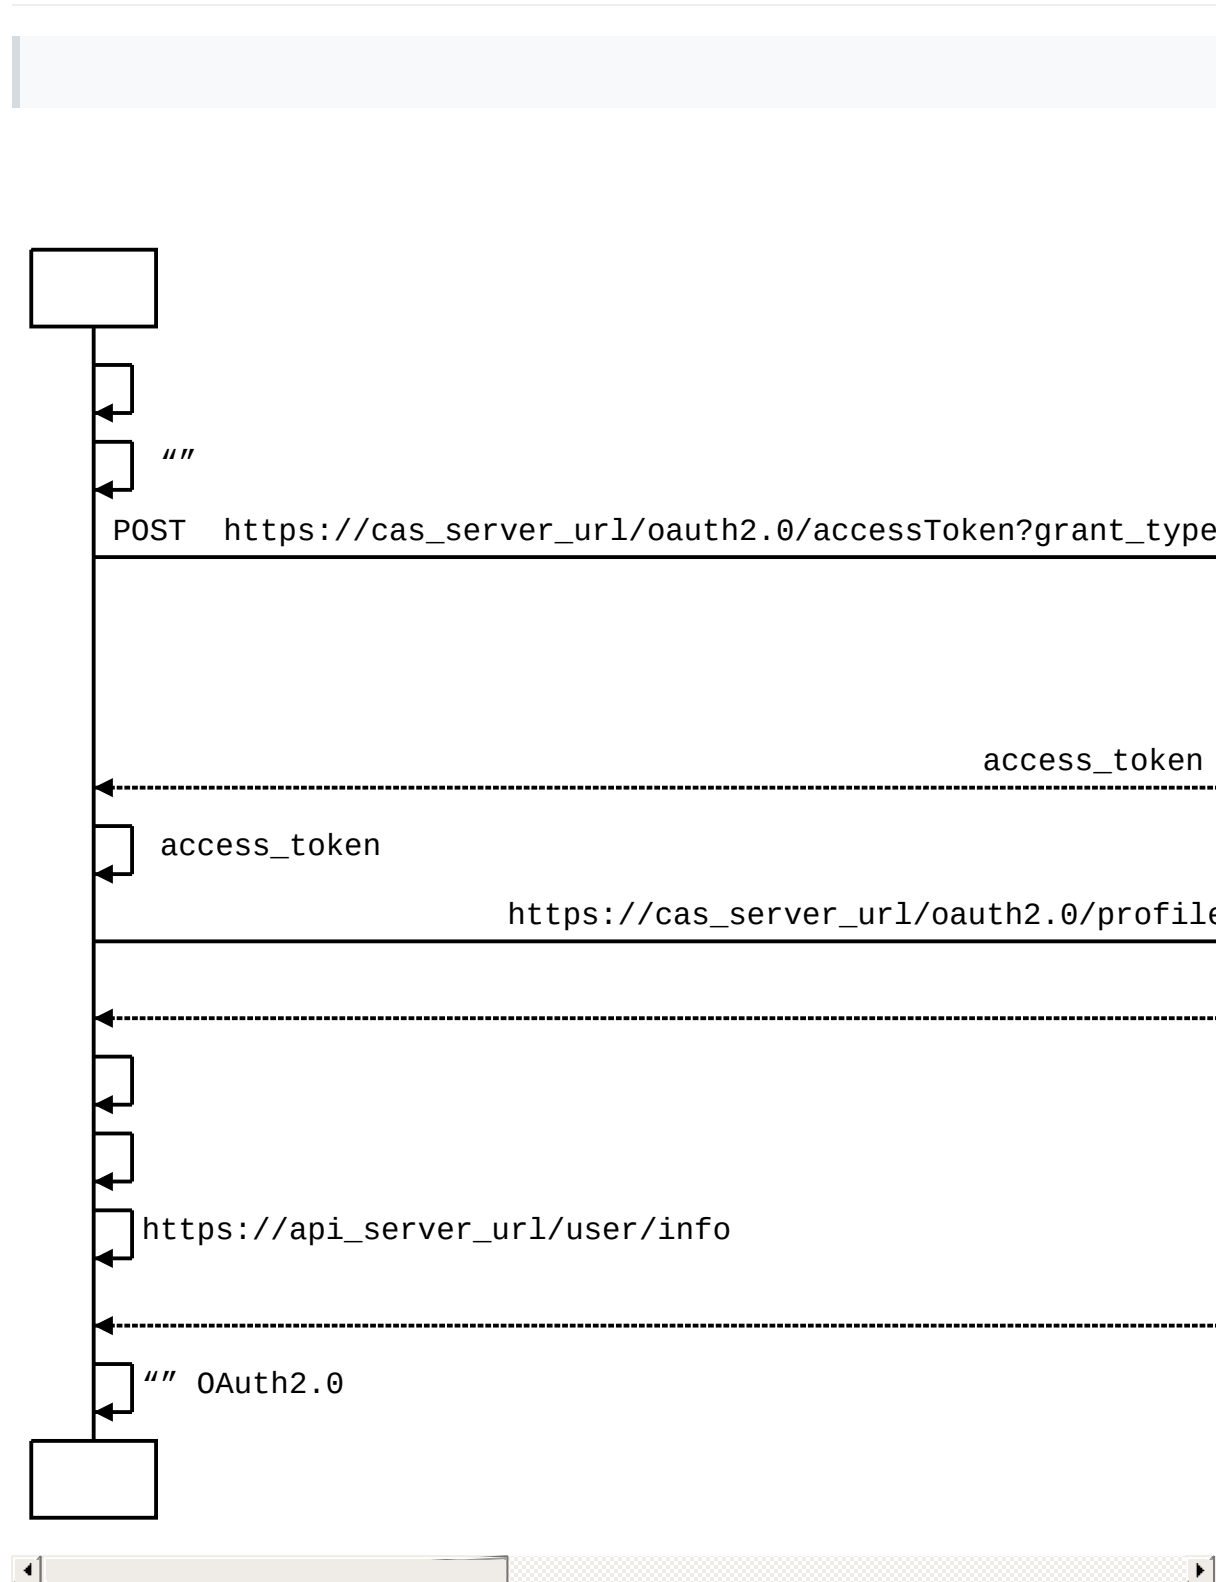 “”
POST  https://cas_server_url/oauth2.0/accessToken?grant_type
access_token
access_token
https://cas_server_url/oauth2.0/profile
https://api_server_url/user/info
“” OAuth2.0